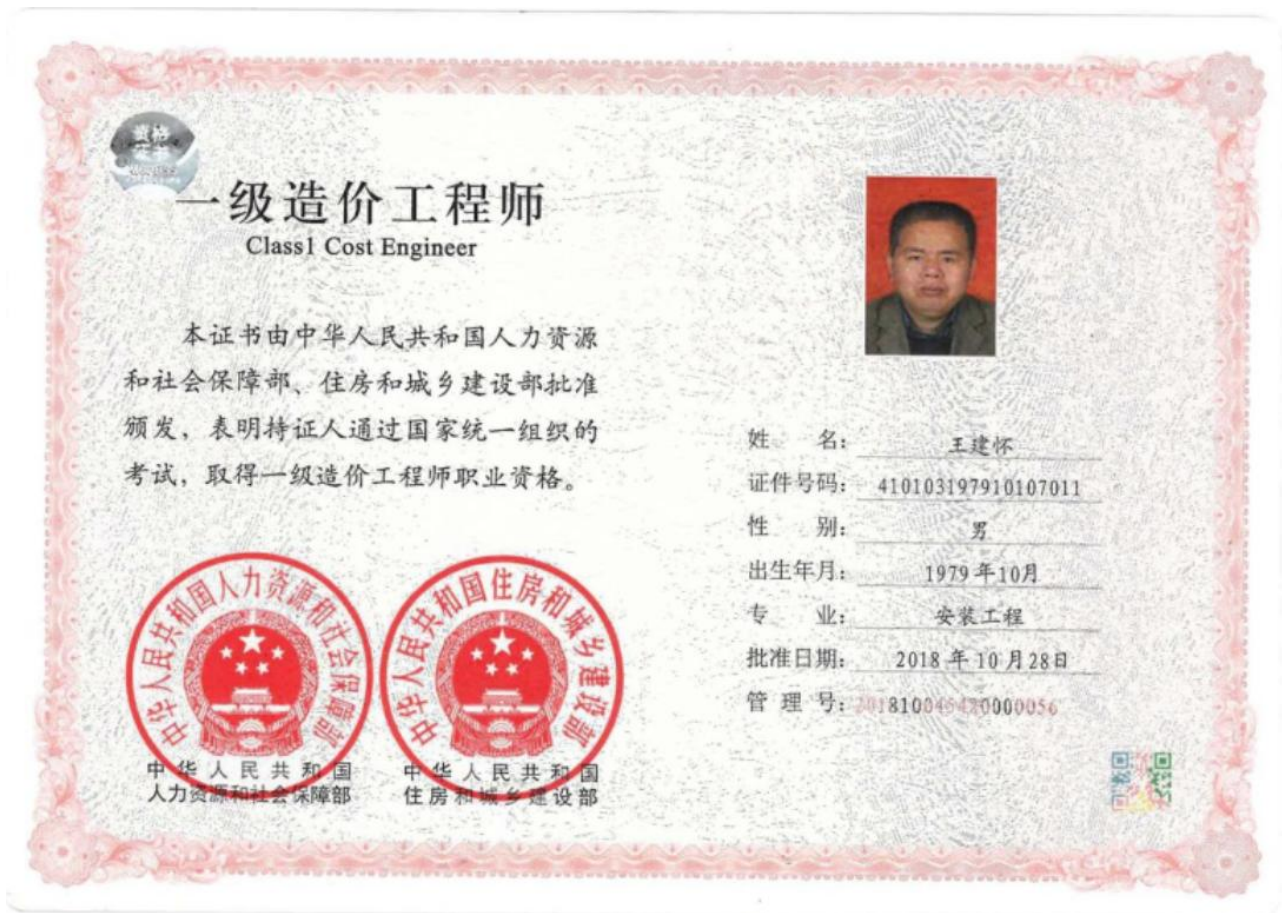 资格
一级造价工程师
Class1 Cost Engineer
本证书由中华人民共和国人力资源
和社会保障部、住房和城乡建设部批准
颁发，表明持证人通过国家统一组织的
考试，取得一级造价工程师职业资格。
中华人民共和国人力资源和社会保障部
中华人民共和国
人力资源和社会保障部
中华人民共和国住房和城乡建设部
中华人民共和国
住房和城乡建设部
姓 名： 王建怀
证件号码： 410103197910107011
性 别： 男
出生年月： 1979年10月
专 业： 安装工程
批准日期： 2018年10月28日
管 理 号：